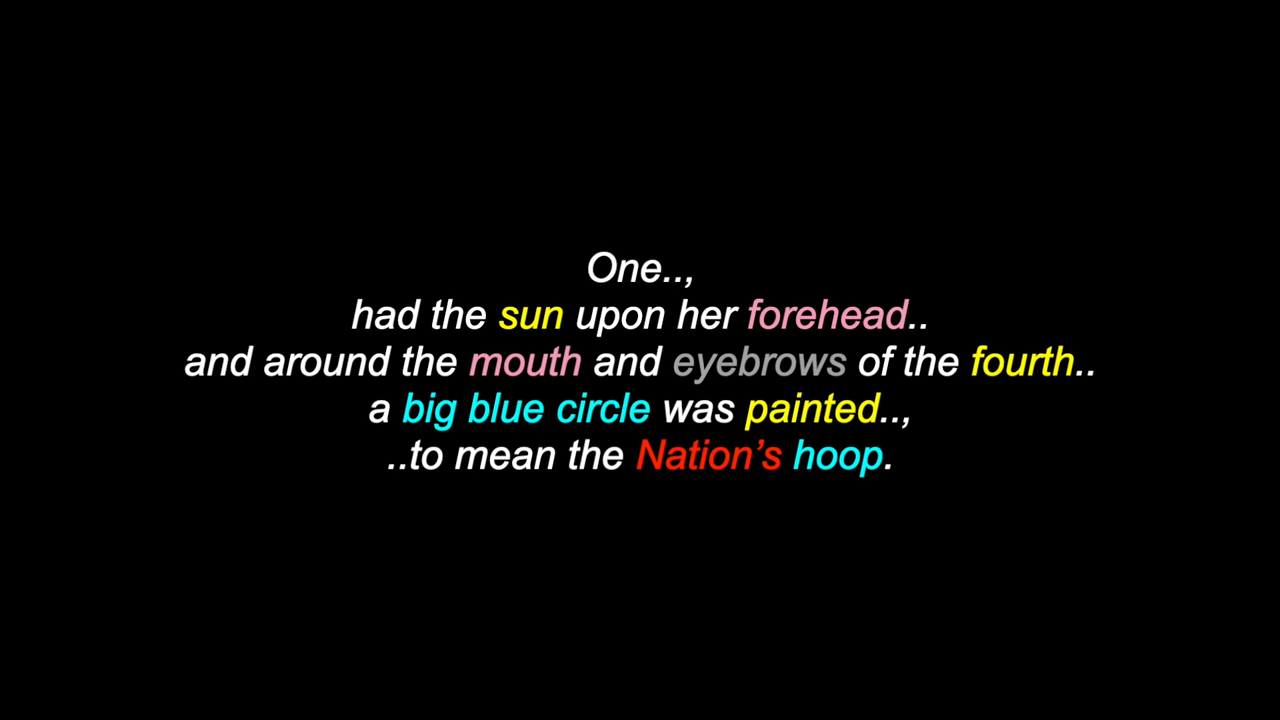 One..,
had the sun upon her forehead..
and around the mouth and eyebrows of the fourth..
a big blue circle was painted..,
..to mean the Nation’s hoop.